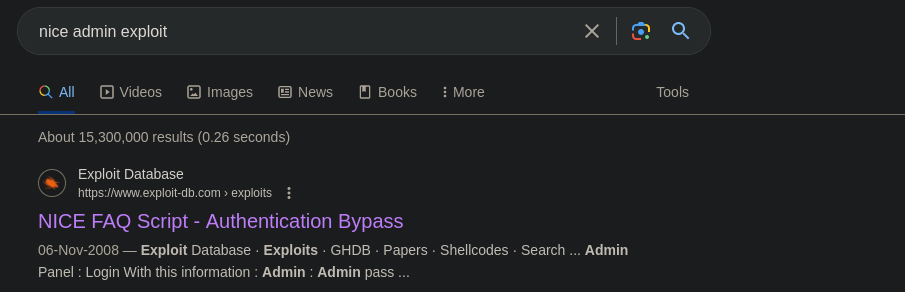 nice admin exploit
All Videos Images News Books More Tools
About 15,300,000 results (0.26 seconds)
Exploit Database
https://www.exploit-db.com › exploits
NICE FAQ Script - Authentication Bypass
06-Nov-2008 — Exploit Database · Exploits · GHDB · Papers · Shellcodes · Search ... Admin
Panel : Login With this information : Admin : Admin pass ...